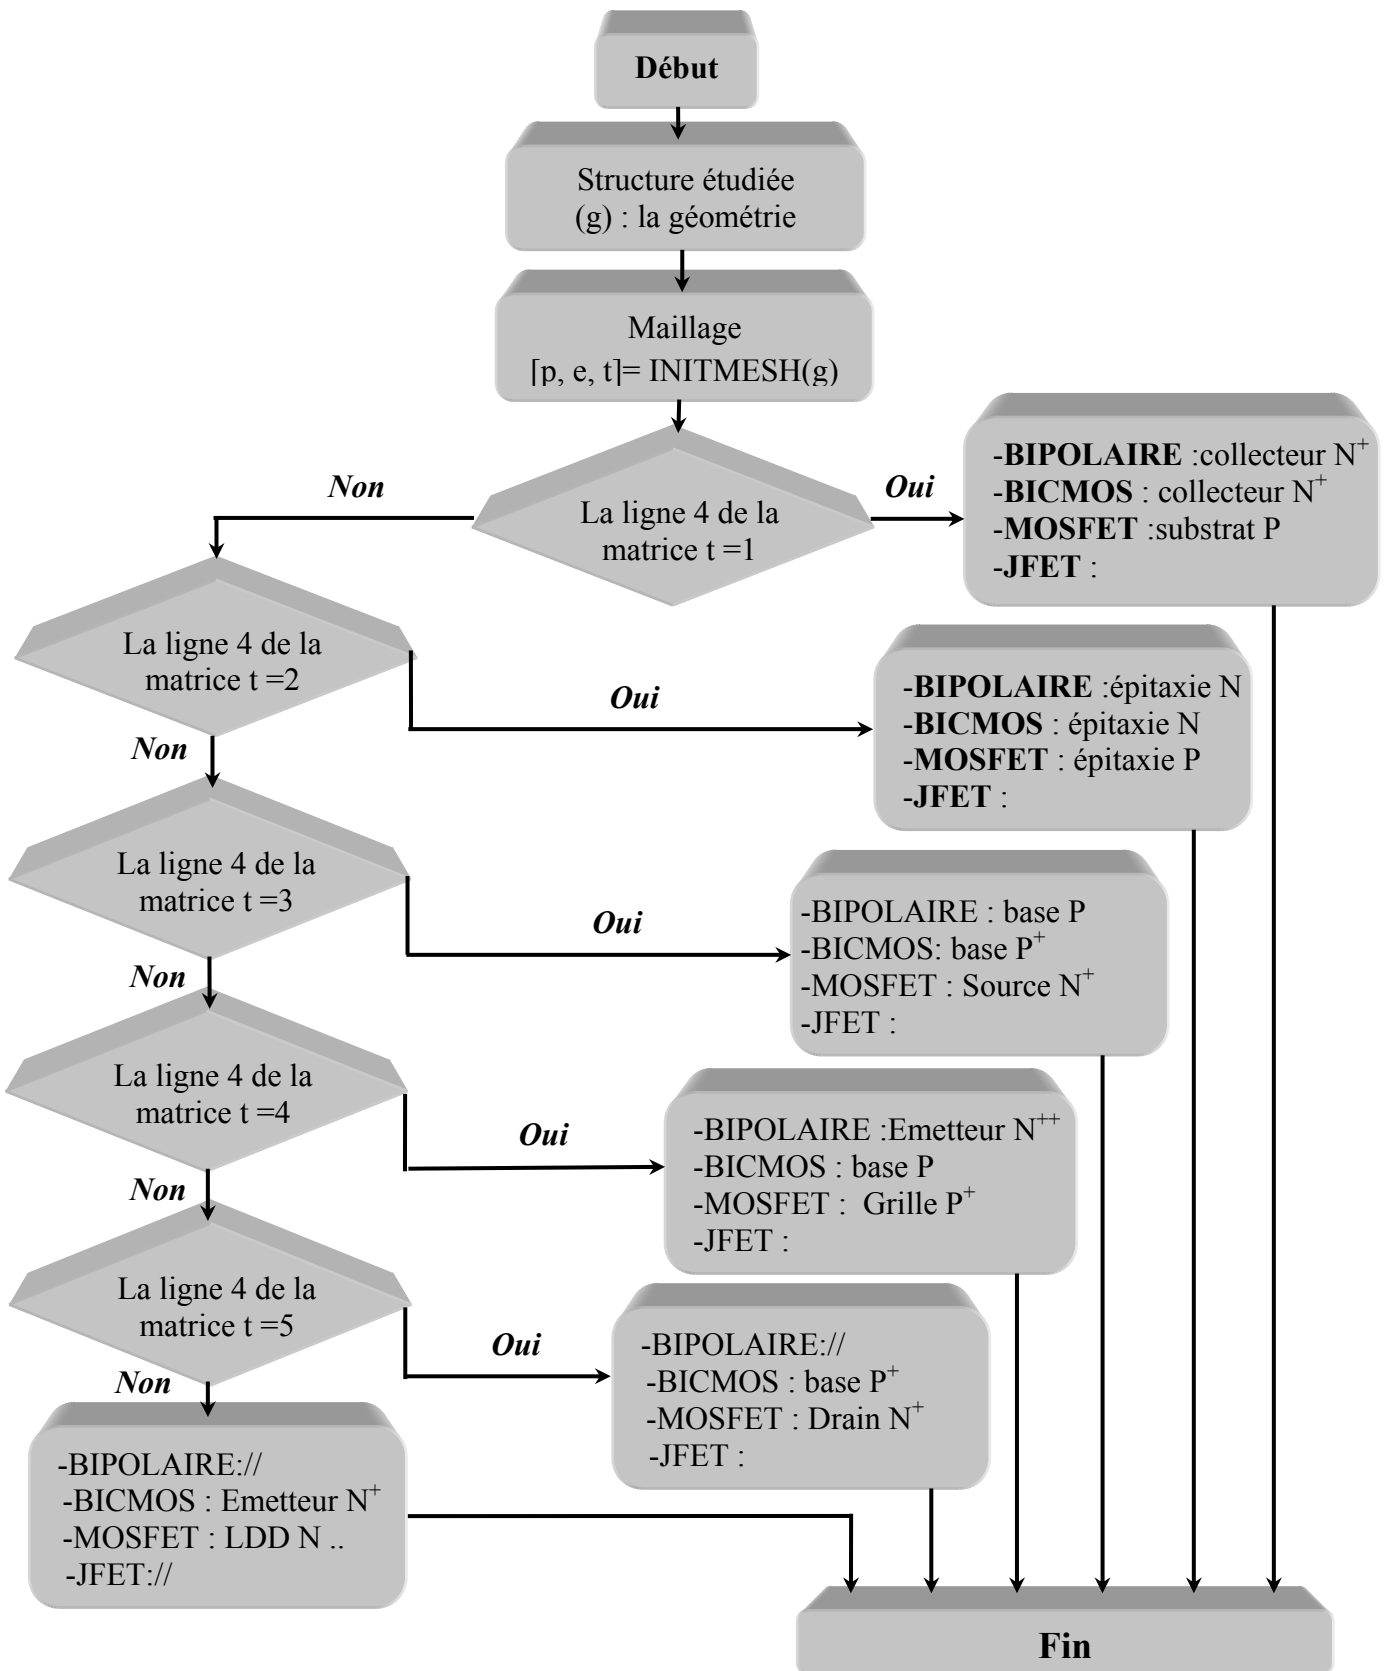 Début
Structure étudiée
(g) : la géométrie
Maillage
[p, e, t]= INITMESH(g)
La ligne 4 de la
matrice t =1
Non
Oui
-BIPOLAIRE :collecteur N⁺
-BICMOS : collecteur N⁺
-MOSFET :substrat P
-JFET :
La ligne 4 de la
matrice t =2
Oui
-BIPOLAIRE :épitaxie N
-BICMOS : épitaxie N
-MOSFET : épitaxie P
-JFET :
Non
La ligne 4 de la
matrice t =3
Oui
-BIPOLAIRE : base P
-BICMOS: base P⁺
-MOSFET : Source N⁺
-JFET :
Non
La ligne 4 de la
matrice t =4
Oui
-BIPOLAIRE :Emetteur N⁺⁺
-BICMOS : base P
-MOSFET : Grille P⁺
-JFET :
Non
La ligne 4 de la
matrice t =5
Oui
-BIPOLAIRE://
-BICMOS : base P⁺
-MOSFET : Drain N⁺
-JFET :
Non
-BIPOLAIRE://
-BICMOS : Emetteur N⁺
-MOSFET : LDD N ..
-JFET://
Fin